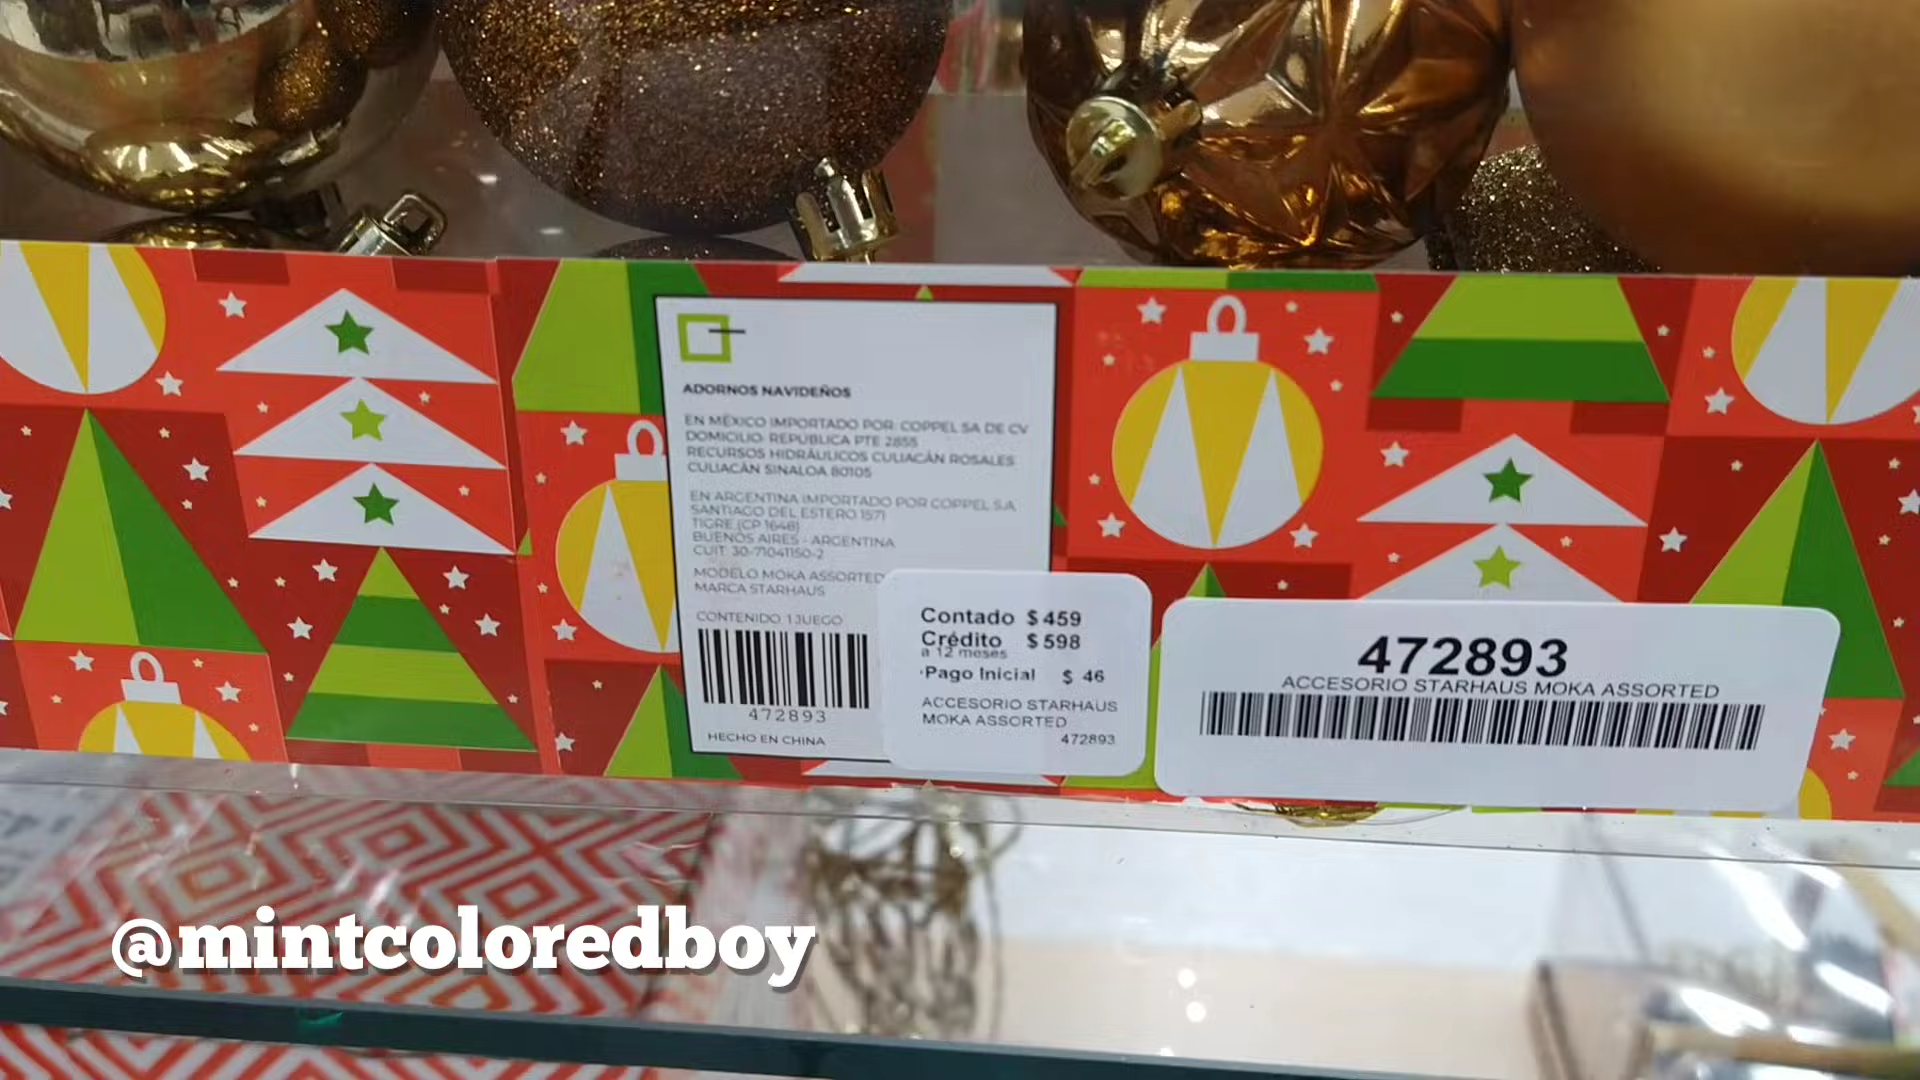 ADORNOS NAVIDEÑOS
EN MÉXICO IMPORTADO POR: COPPEL SA DE CV
DOMICILIO: REPÚBLICA PTE 2855
RECURSOS HIDRÁULICOS CULIACÁN ROSALES
CULIACÁN SINALOA 80105
EN ARGENTINA IMPORTADO POR COPPEL S.A
SANTIAGO DEL ESTERO 1571
TIGRE (CP 1648)
BUENOS AIRES - ARGENTINA
CUIT: 30-71041150-2
MODELO MOKA ASSORTED
MARCA STARHAUS
CONTENIDO 1 JUEGO
472893
HECHO EN CHINA
Contado $ 459
Crédito $ 598
a 12 meses
Pago Inicial $ 46
ACCESORIO STARHAUS
MOKA ASSORTED
472893
472893
ACCESORIO STARHAUS MOKA ASSORTED
@mintcoloredboy